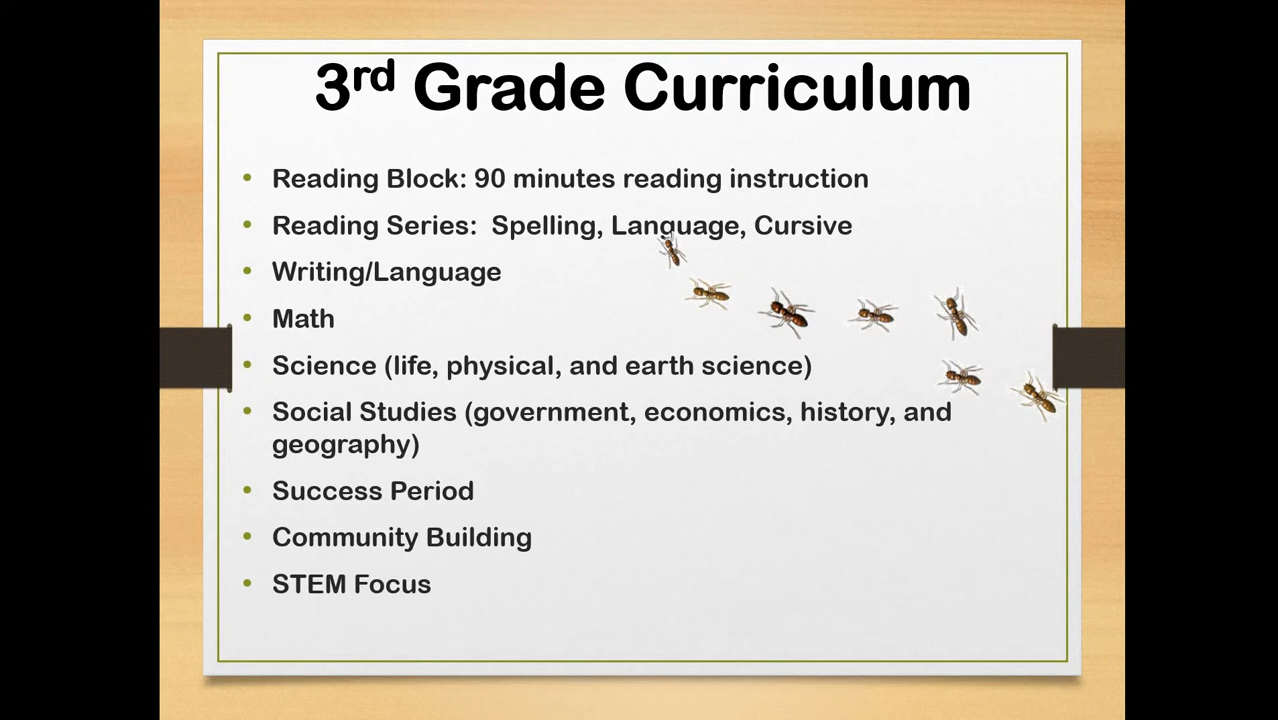 3rd Grade Curriculum
• Reading Block: 90 minutes reading instruction
• Reading Series:  Spelling, Language, Cursive
• Writing/Language
• Math
• Science (life, physical, and earth science)
• Social Studies (government, economics, history, and
geography)
• Success Period
• Community Building
• STEM Focus